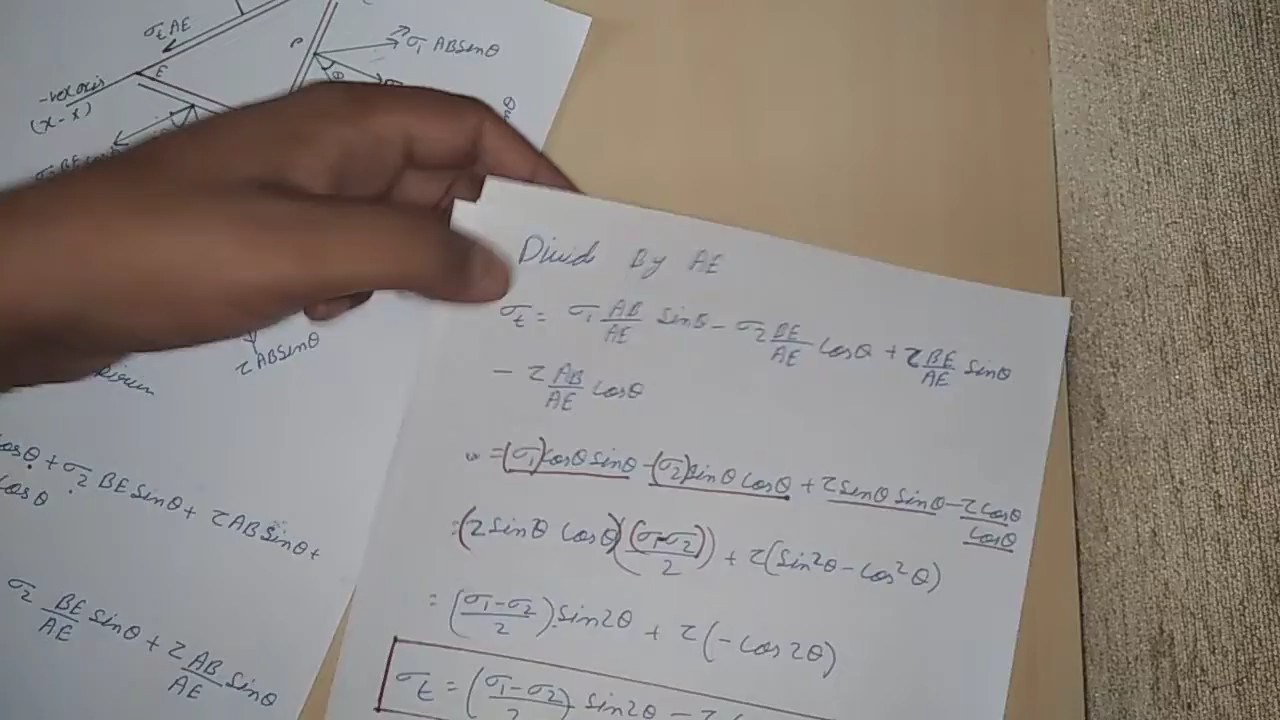 σt AE
σ1 ABSinθ
P
E
θ
-ve x axis
(x-x)
τ ABSinθ
cosθ + σ2 BE Sinθ + τ AB Sinθ +
cosθ
σ2 BE/AE Sinθ + τ AB/AE Sinθ
Divid By AE
σt = σ1 AB/AE Sinθ - σ2 BE/AE Cosθ + τ BE/AE Sinθ
- τ AB/AE Cosθ
= (σ1)Cosθ Sinθ - (σ2)Sinθ Cosθ + τ Sinθ Sinθ - τ Cosθ
Cosθ
= (2 Sinθ Cosθ)((σ1-σ2)/2) + τ(Sin²θ - Cos²θ)
= ((σ1-σ2)/2) Sin2θ + τ(-Cos2θ)
σt = ((σ1-σ2)/2) Sin2θ - τ